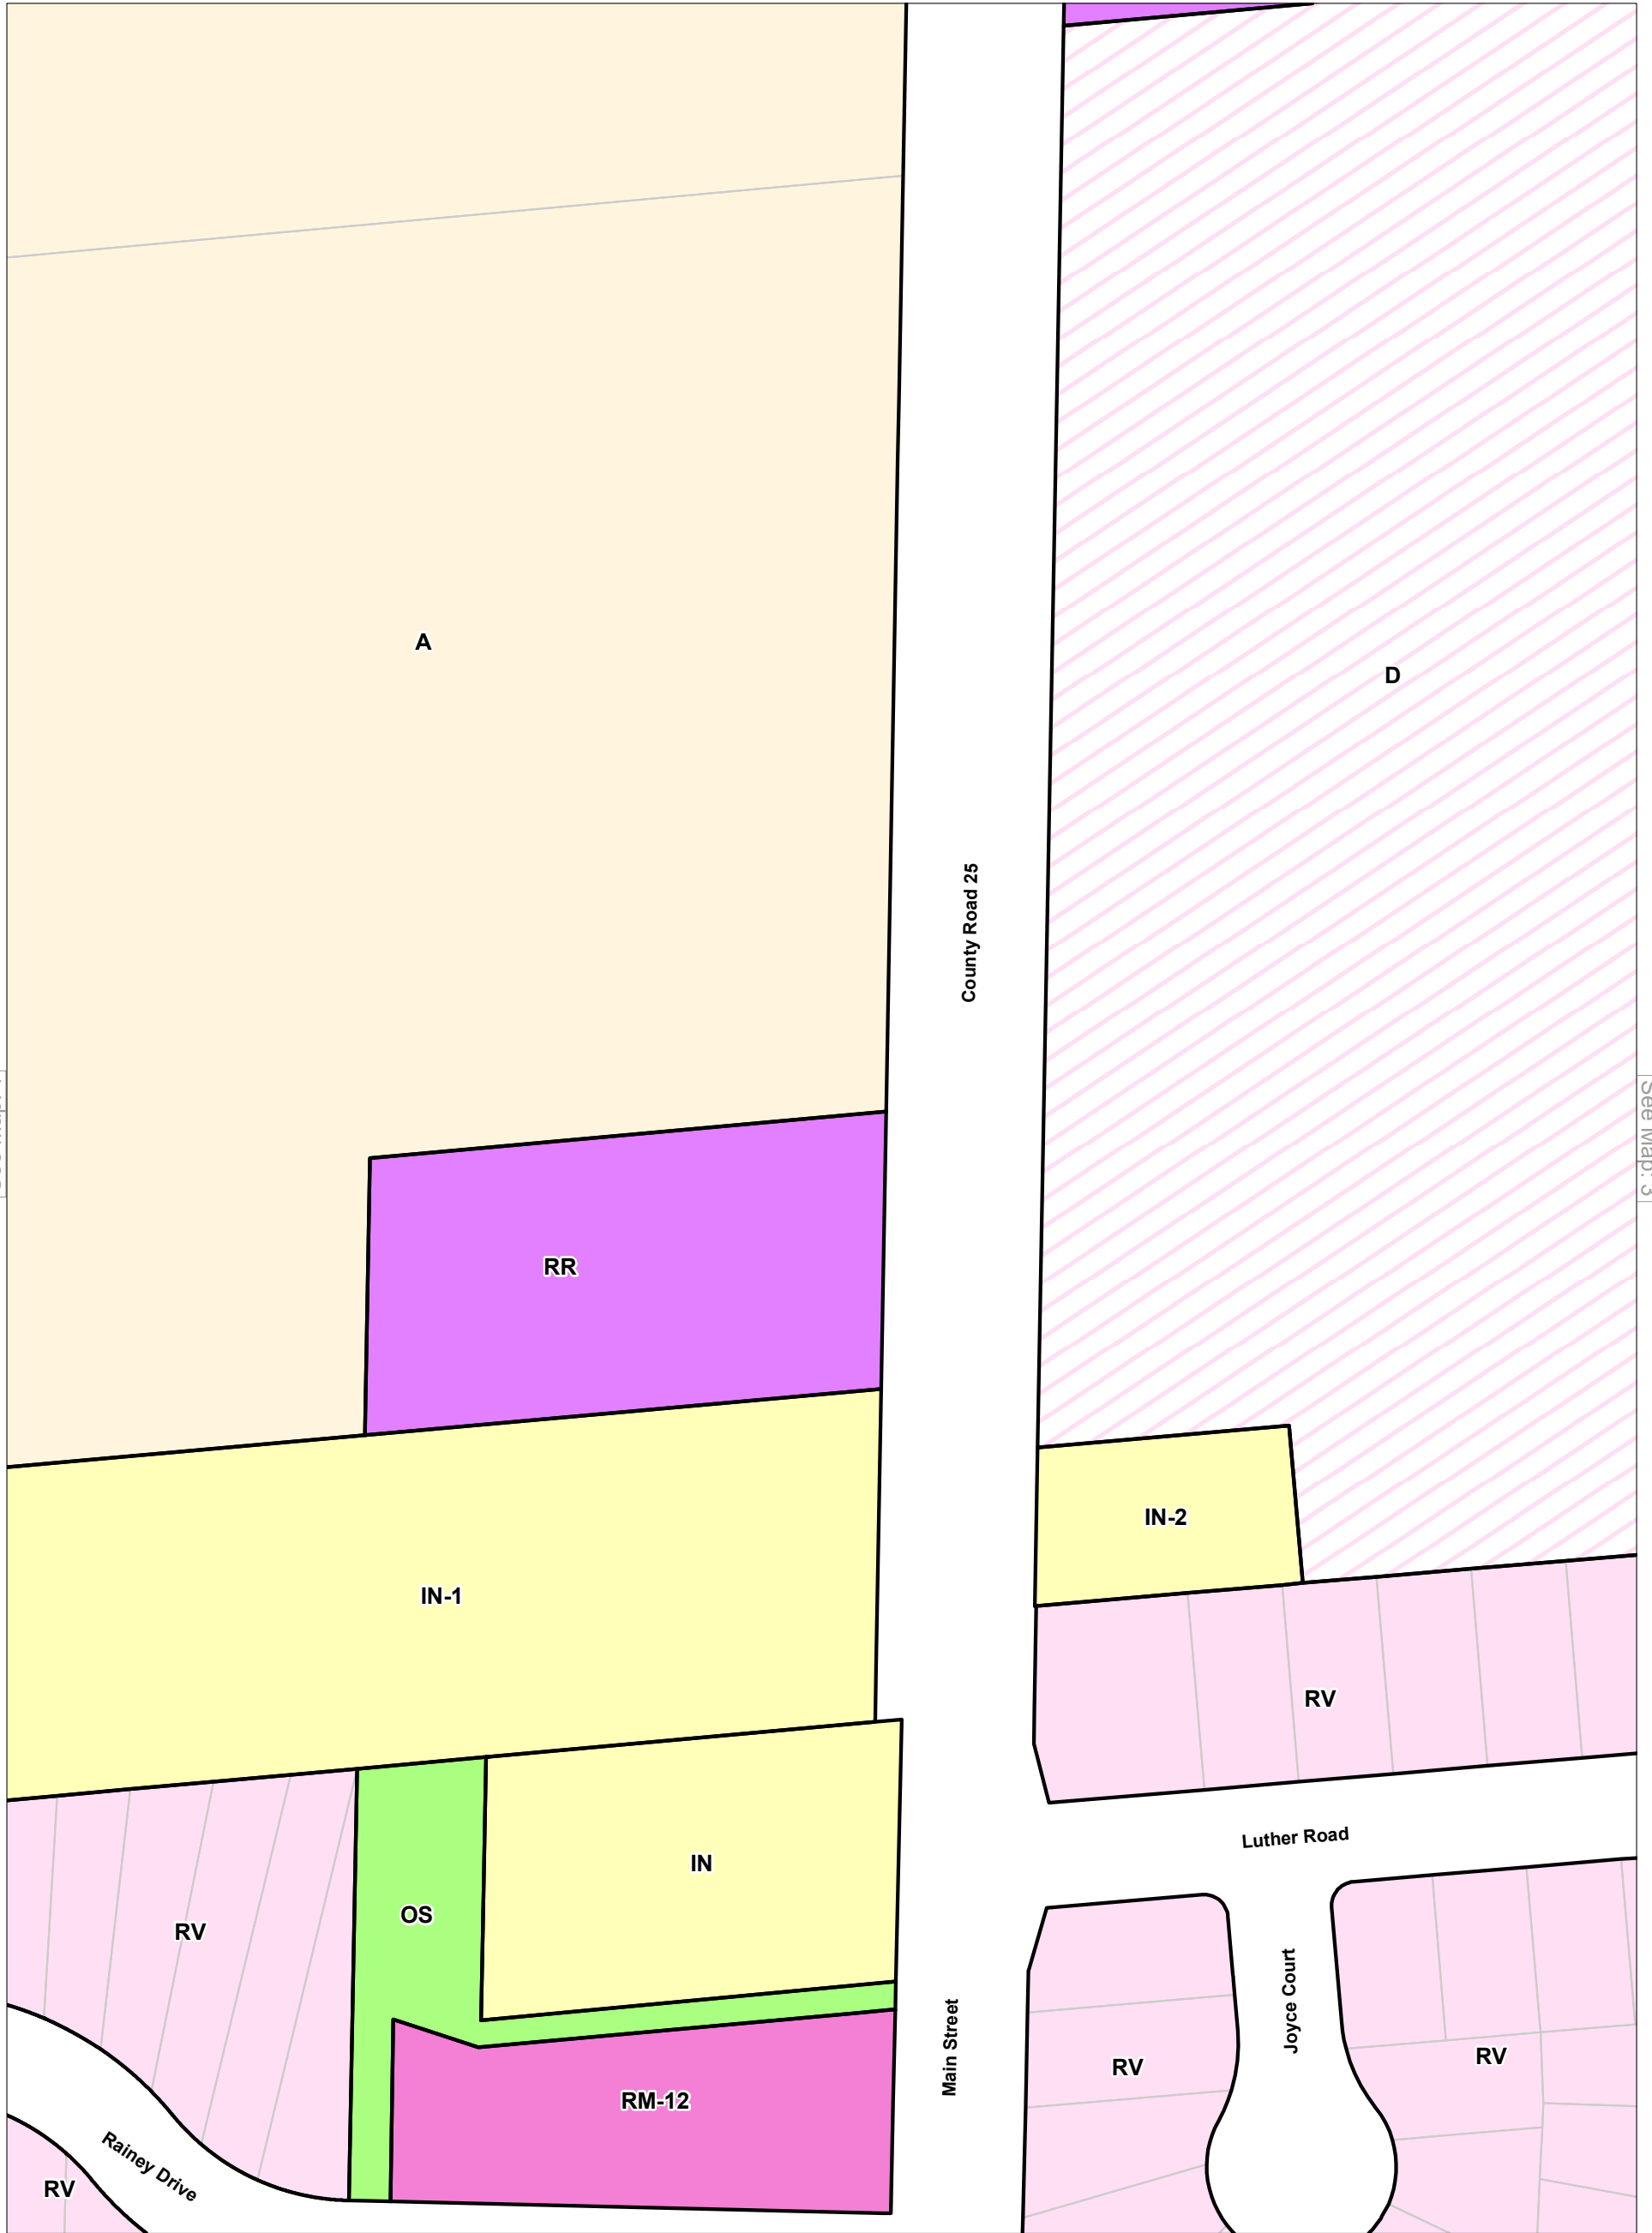 A
D
County Road 25
See Map: 3
RR
IN-2
IN-1
RV
Luther Road
IN
OS
RV
Joyce Court
Main Street
RV
RV
RM-12
Rainey Drive
RV